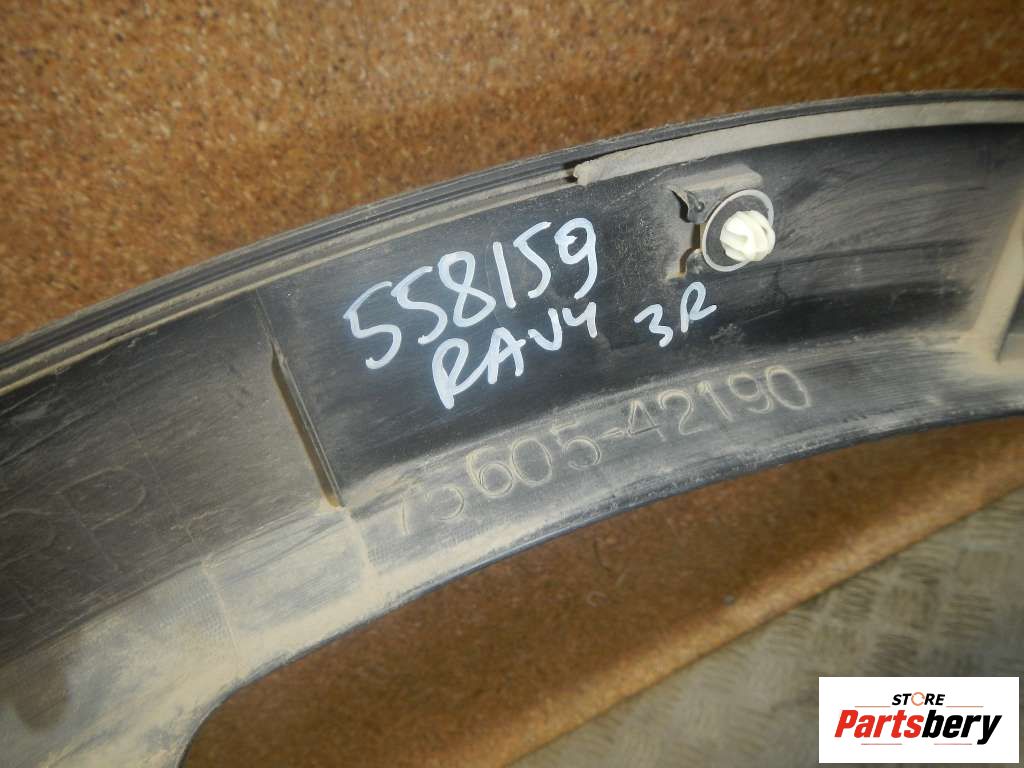 558159
RAV4 3R
75605-42190
STORE
Partsbery